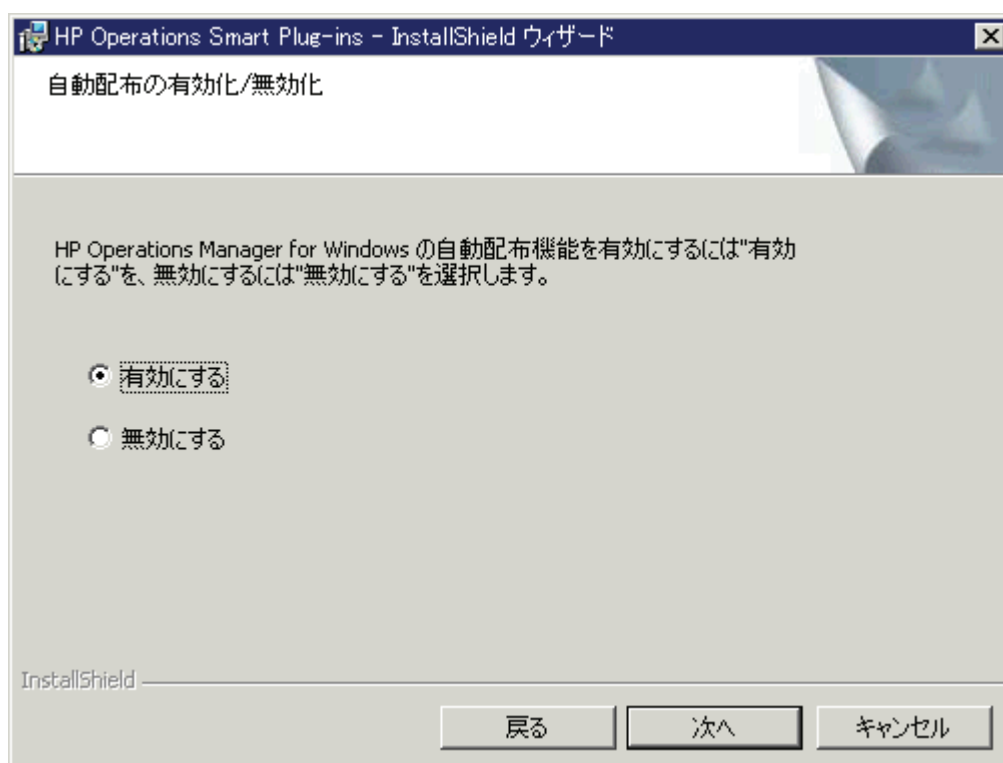 HP Operations Smart Plug-ins - InstallShield ウィザード
自動配布の有効化/無効化
HP Operations Manager for Windows の自動配布機能を有効にするには"有効
にする"を、無効にするには"無効にする"を選択します。
有効にする
無効にする
InstallShield
戻る
次へ
キャンセル